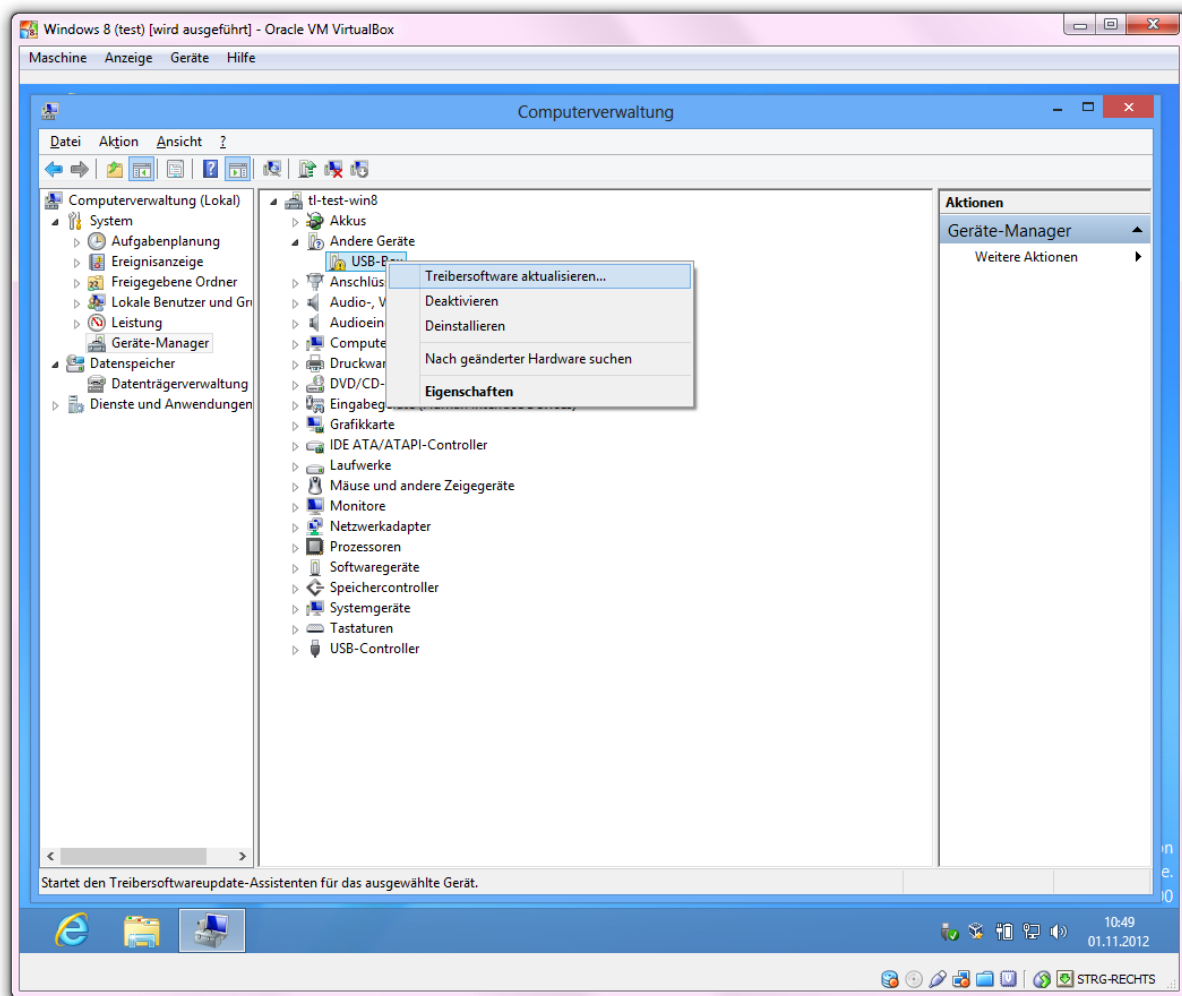 Windows 8 (test) [wird ausgeführt] - Oracle VM VirtualBox
Maschine Anzeige Geräte Hilfe
Computerverwaltung
Datei Aktion Ansicht ?
Computerverwaltung (Lokal)
System
Aufgabenplanung
Ereignisanzeige
Freigegebene Ordner
Lokale Benutzer und Gru
Leistung
Geräte-Manager
Datenspeicher
Datenträgerverwaltung
Dienste und Anwendungen
tl-test-win8
Akkus
Andere Geräte
USB-Box
Anschlüs
Audio-, V
Audioein
Compute
Druckwar
DVD/CD-
Grafikkarte
IDE ATA/ATAPI-Controller
Laufwerke
Mäuse und andere Zeigegeräte
Monitore
Netzwerkadapter
Prozessoren
Softwaregeräte
Speichercontroller
Systemgeräte
Tastaturen
USB-Controller
Treibersoftware aktualisieren...
Deaktivieren
Deinstallieren
Nach geänderter Hardware suchen
Eigenschaften
Aktionen
Geräte-Manager
Weitere Aktionen
Startet den Treibersoftwareupdate-Assistenten für das ausgewählte Gerät.
10:49
01.11.2012
STRG-RECHTS